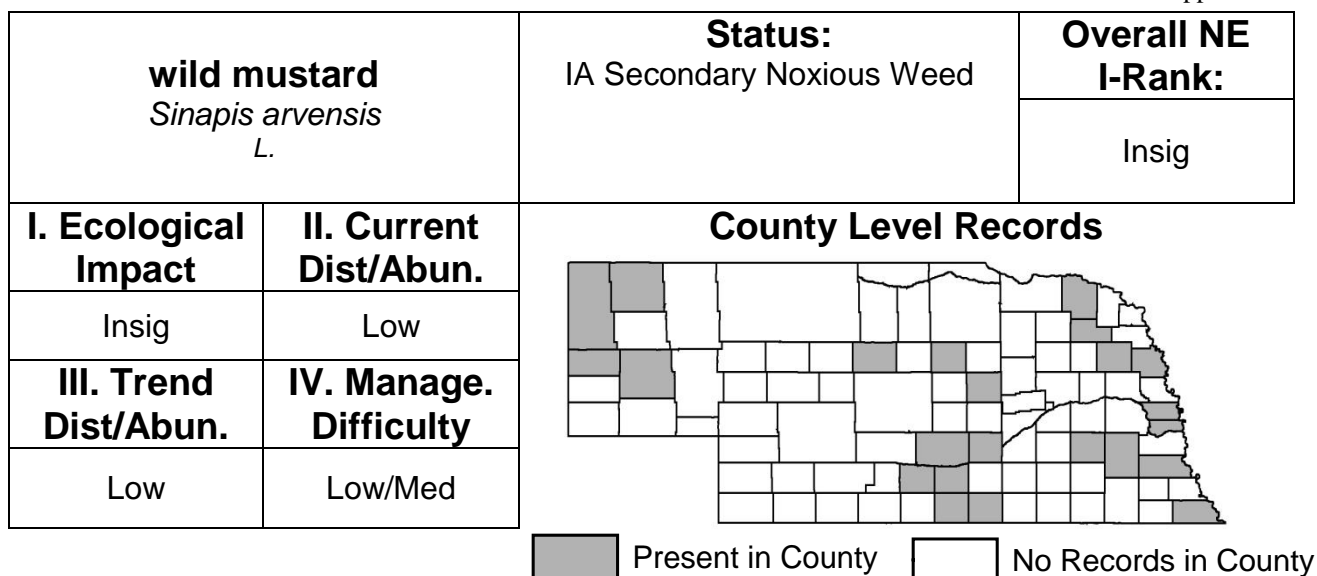 wild mustard
Sinapis arvensis
L.
Status:
IA Secondary Noxious Weed
Overall NE
I-Rank:
Insig
I. Ecological
Impact
II. Current
Dist/Abun.
Insig
Low
III. Trend
Dist/Abun.
IV. Manage.
Difficulty
Low
Low/Med
County Level Records
Present in County
No Records in County